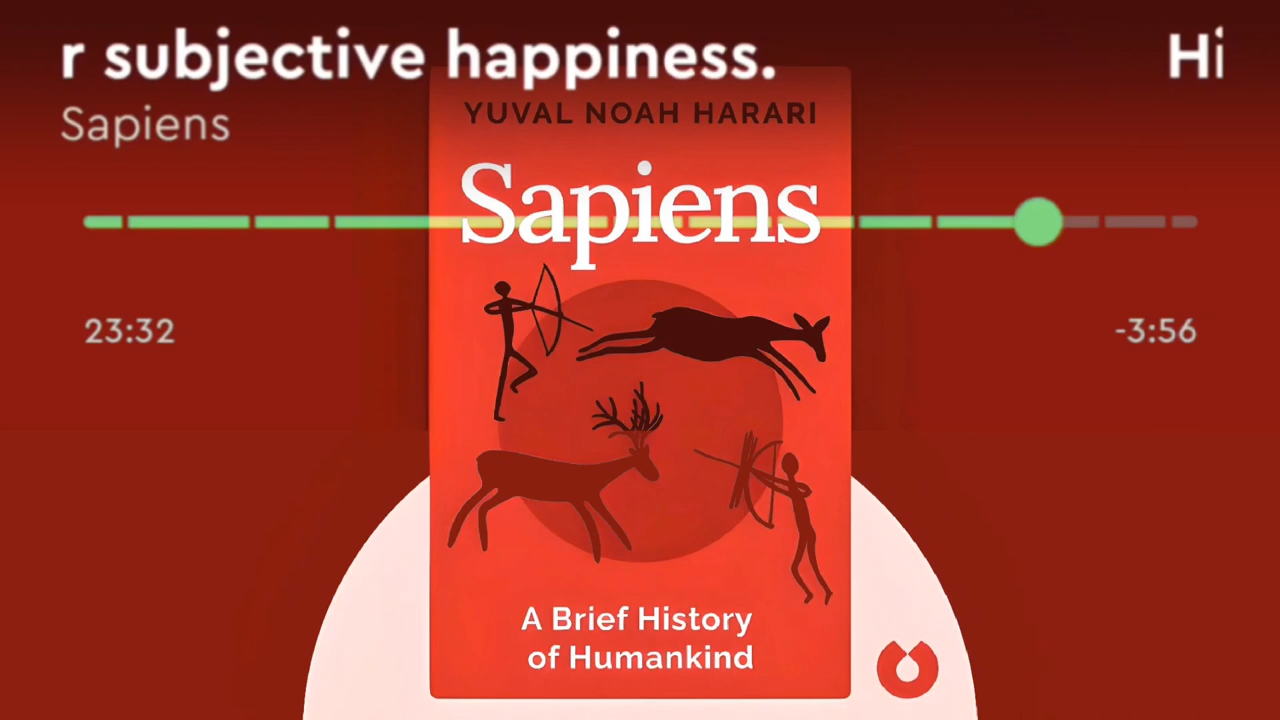 r subjective happiness. Hi
Sapiens
YUVAL NOAH HARARI
Sapiens
23:32 -3:56
A Brief History
of Humankind